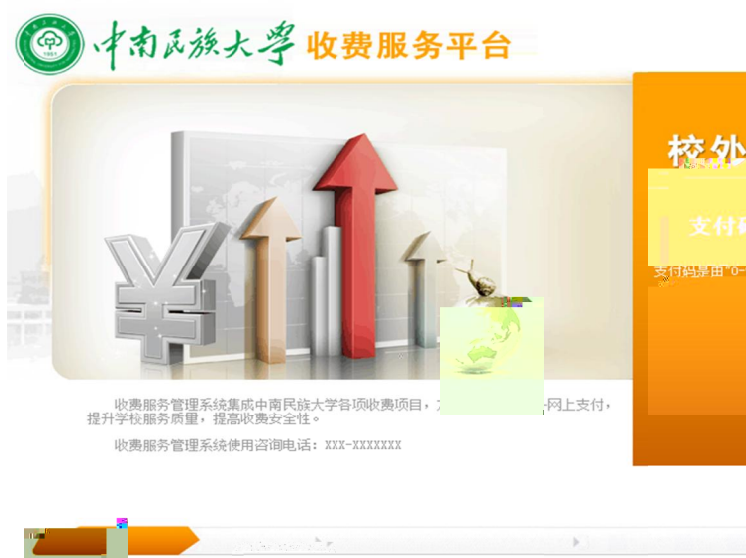 中南民族大学 收费服务平台
校外
支付码
支付码是由"0-
收费服务管理系统集成中南民族大学各项收费项目，网上支付，
提升学校服务质量，提高收费安全性。
收费服务管理系统使用咨询电话：XXX-XXXXXXX